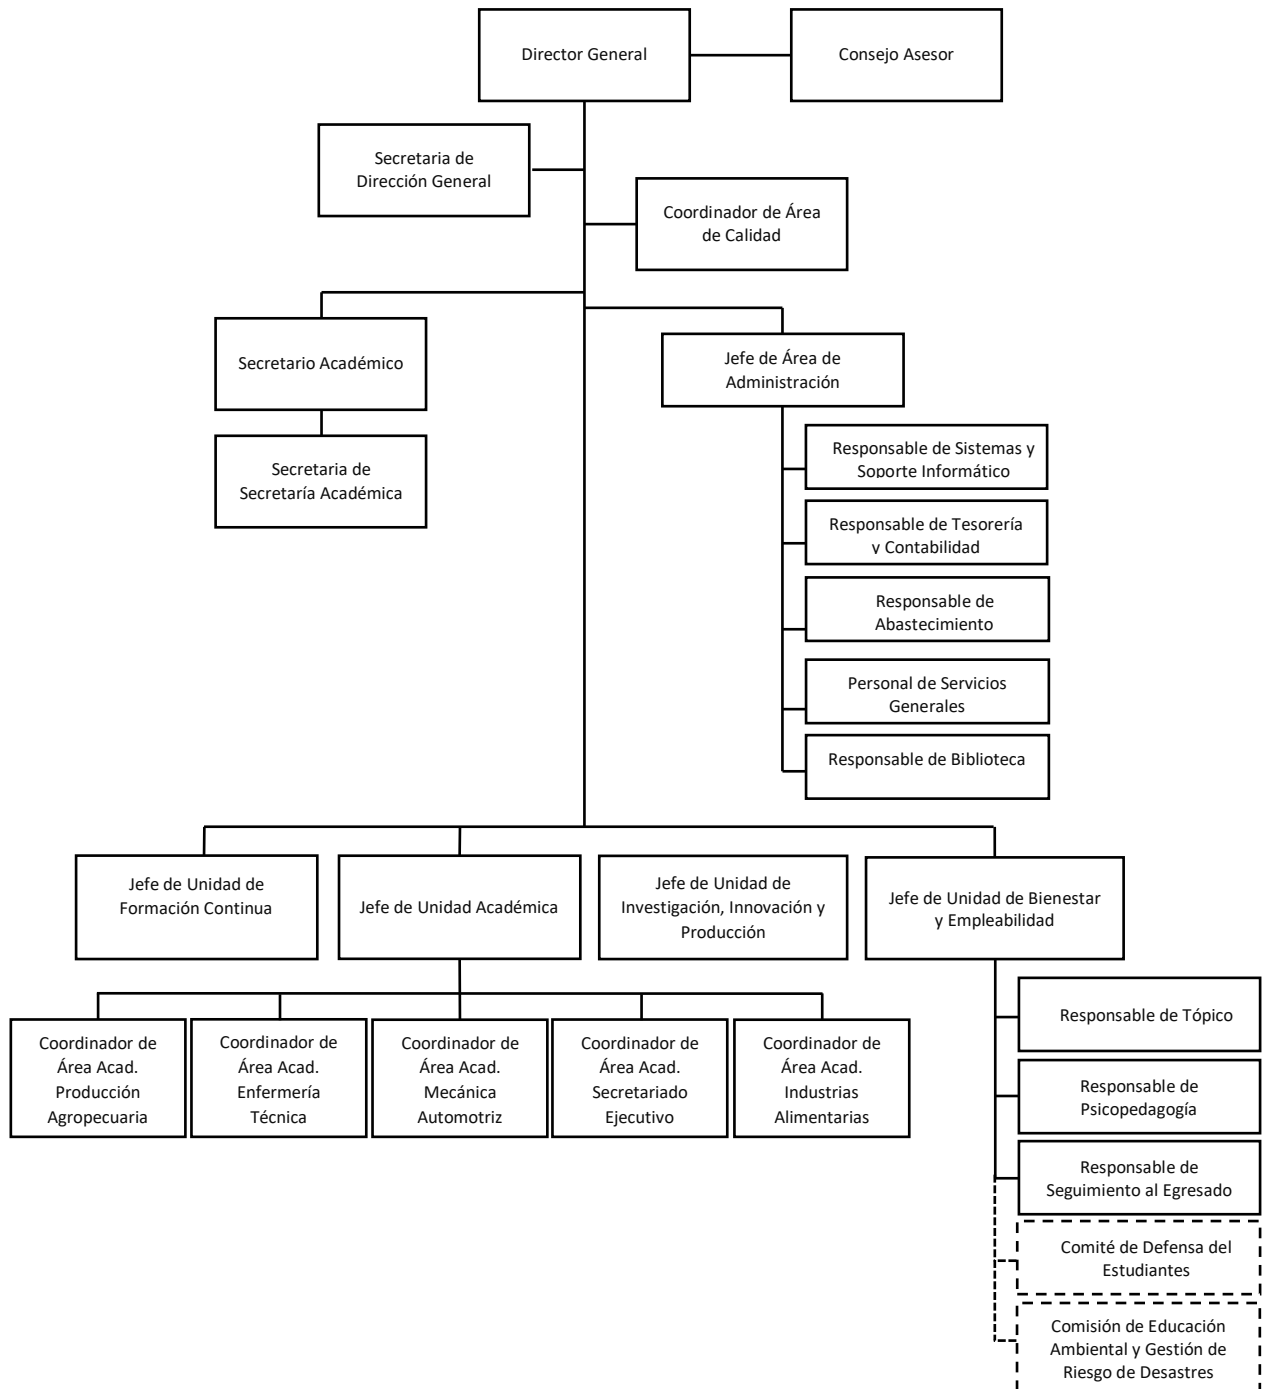 Director General
Consejo Asesor
Secretaria de
Dirección General
Coordinador de Área
de Calidad
Secretario Académico
Jefe de Área de
Administración
Secretaria de
Secretaría Académica
Responsable de Sistemas y
Soporte Informático
Responsable de Tesorería
y Contabilidad
Responsable de
Abastecimiento
Personal de Servicios
Generales
Responsable de Biblioteca
Jefe de Unidad de
Formación Continua
Jefe de Unidad Académica
Jefe de Unidad de
Investigación, Innovación y
Producción
Jefe de Unidad de Bienestar
y Empleabilidad
Coordinador de
Área Acad.
Producción
Agropecuaria
Coordinador de
Área Acad.
Enfermería
Técnica
Coordinador de
Área Acad.
Mecánica
Automotriz
Coordinador de
Área Acad.
Secretariado
Ejecutivo
Coordinador de
Área Acad.
Industrias
Alimentarias
Responsable de Tópico
Responsable de
Psicopedagogía
Responsable de
Seguimiento al Egresado
Comité de Defensa del
Estudiantes
Comisión de Educación
Ambiental y Gestión de
Riesgo de Desastres